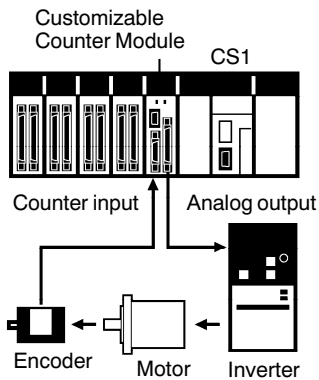 Customizable
Counter Module
CS1
Counter input
Analog output
Encoder
Motor
Inverter